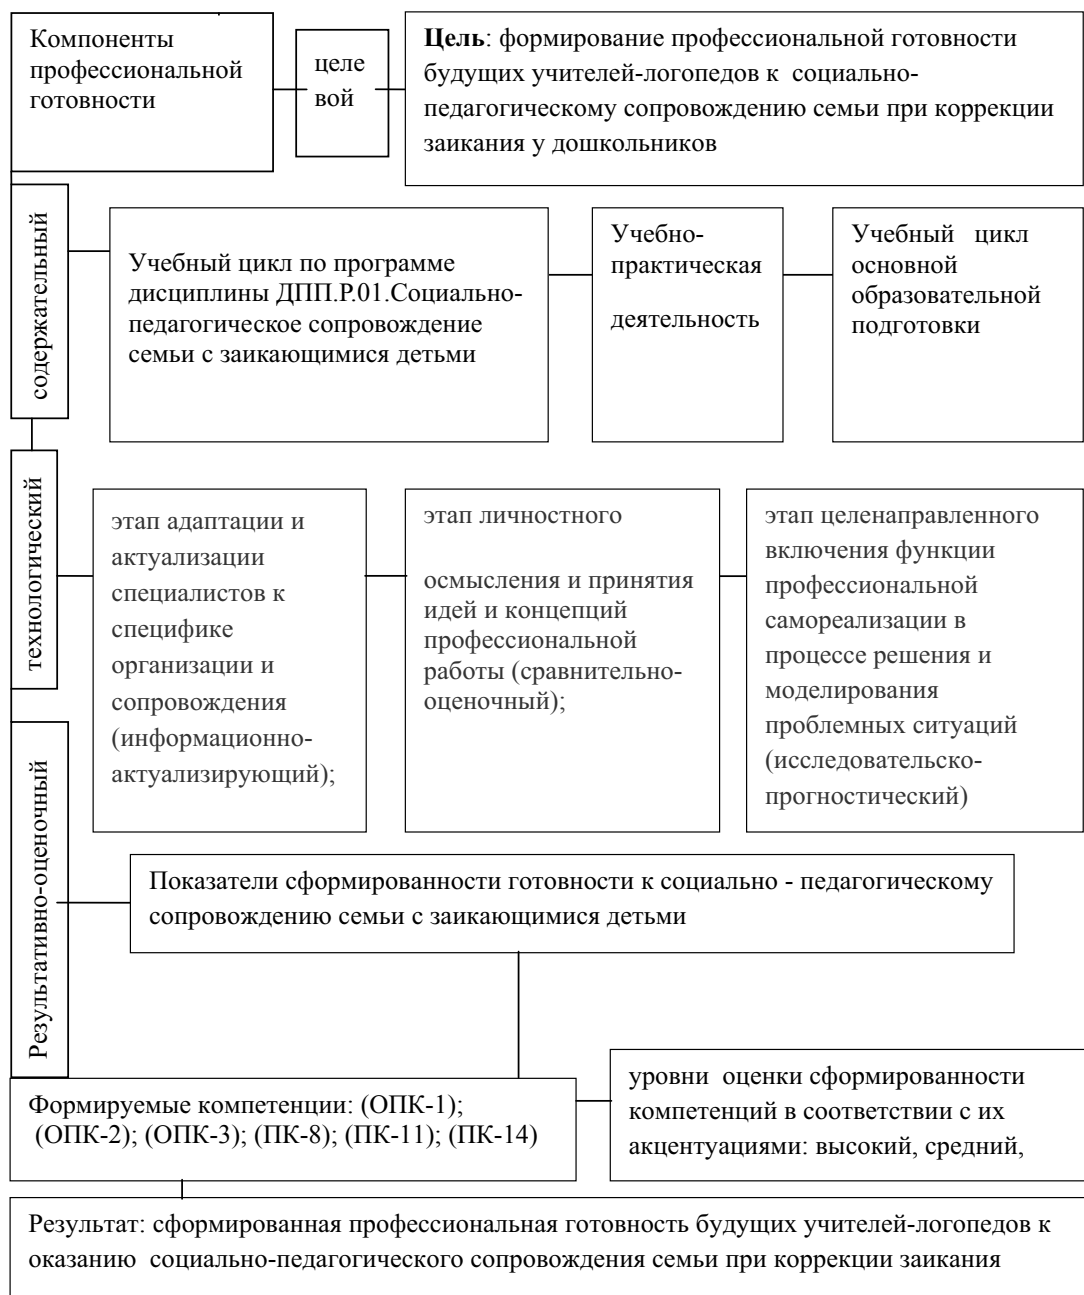 Компоненты
профессиональной
готовности
целе
вой
Цель: формирование профессиональной готовности
будущих учителей-логопедов к социально-
педагогическому сопровождению семьи при коррекции
заикания у дошкольников
содержательный
Учебный цикл по программе
дисциплины ДПП.Р.01.Социально-
педагогическое сопровождение
семьи с заикающимися детьми
Учебно-
практическая
деятельность
Учебный цикл
основной
образовательной
подготовки
технологический
этап адаптации и
актуализации
специалистов к
специфике
организации и
сопровождения
(информационно-
актуализирующий);
этап личностного
осмысления и принятия
идей и концепций
профессиональной
работы (сравнительно-
оценочный);
этап целенаправленного
включения функции
профессиональной
самореализации в
процессе решения и
моделирования
проблемных ситуаций
(исследовательско-
прогностический)
Результативно-оценочный
Показатели сформированности готовности к социально - педагогическому
сопровождению семьи с заикающимися детьми
Формируемые компетенции: (ОПК-1);
(ОПК-2); (ОПК-3); (ПК-8); (ПК-11); (ПК-14)
уровни оценки сформированности
компетенций в соответствии с их
акцентуациями: высокий, средний,
Результат: сформированная профессиональная готовность будущих учителей-логопедов к
оказанию социально-педагогического сопровождения семьи при коррекции заикания